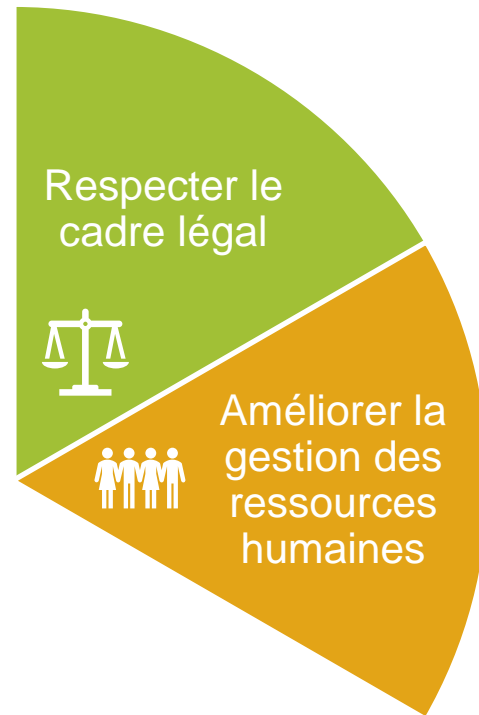 Respecter le
cadre légal
Améliorer la
gestion des
ressources
humaines